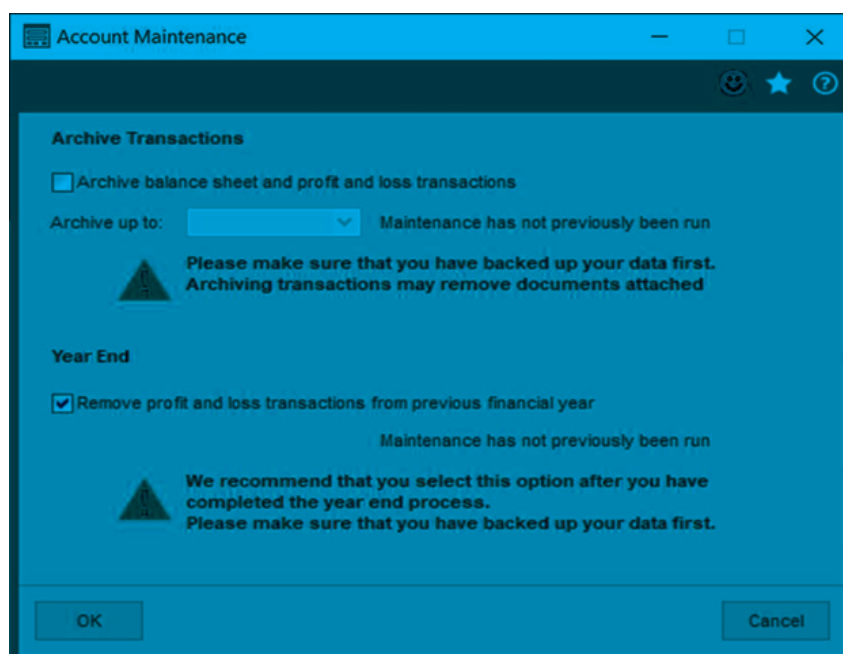 Account Maintenance
Archive Transactions
Archive balance sheet and profit and loss transactions
Archive up to: Maintenance has not previously been run
Please make sure that you have backed up your data first.
Archiving transactions may remove documents attached
Year End
Remove profit and loss transactions from previous financial year
Maintenance has not previously been run
We recommend that you select this option after you have
completed the year end process.
Please make sure that you have backed up your data first.
OK Cancel